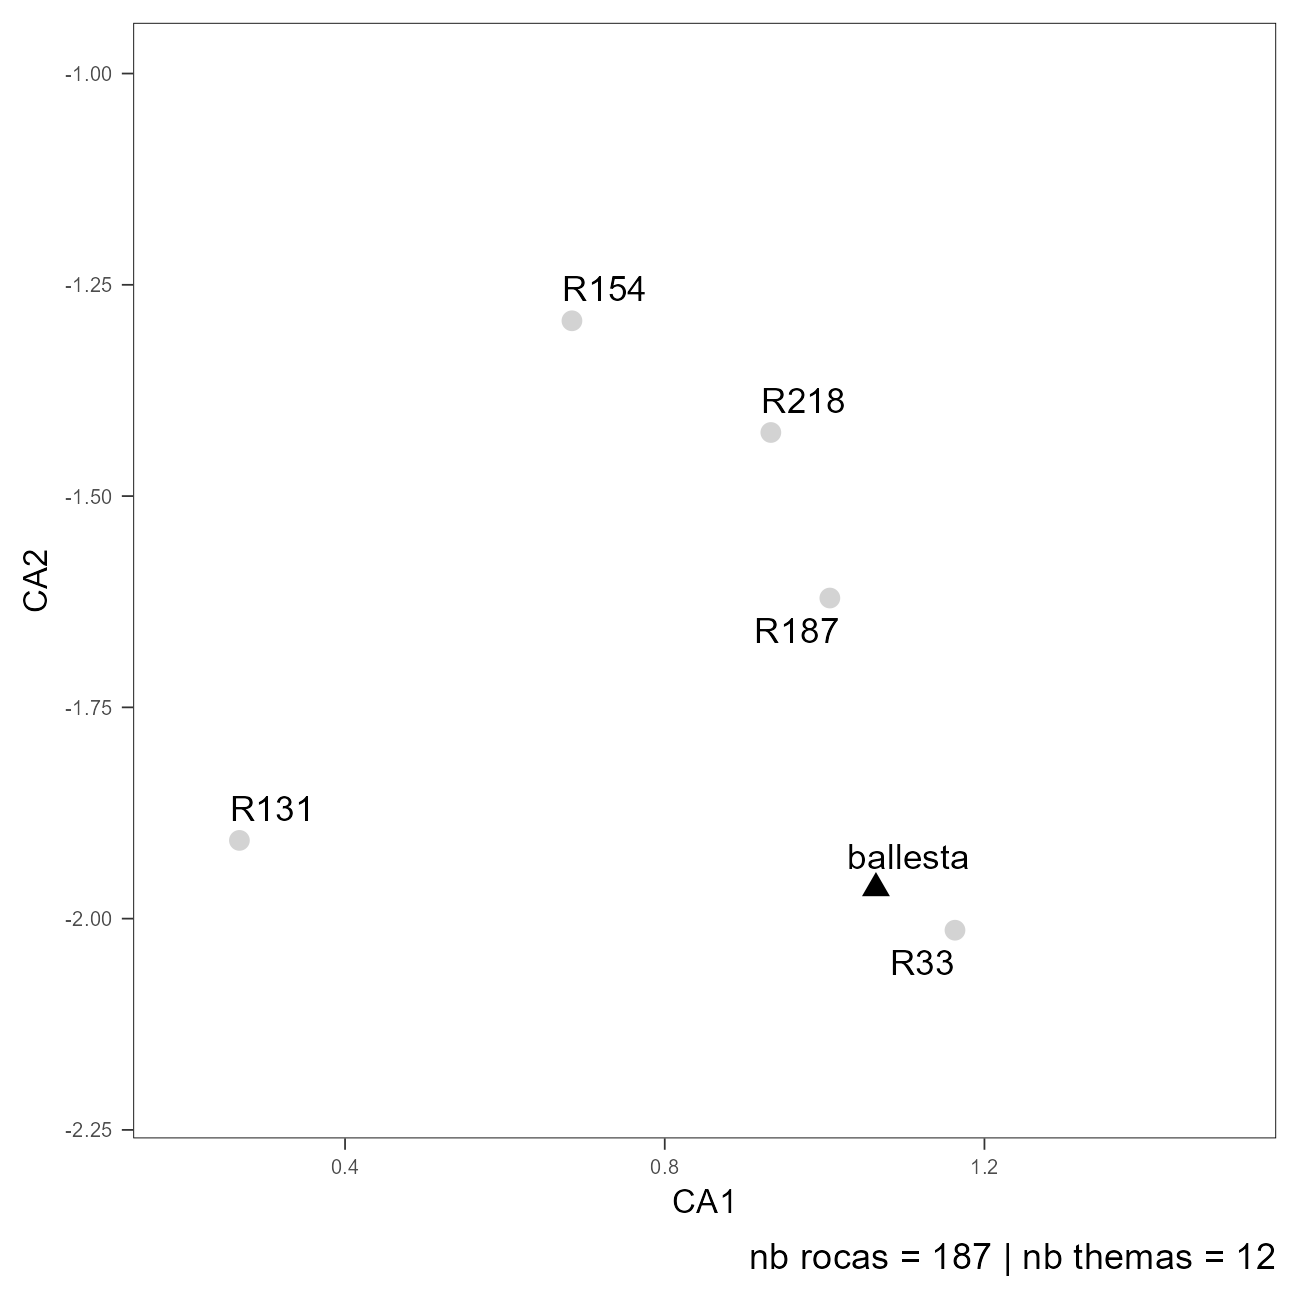 -1.00
-1.25
-1.50
-1.75
-2.00
-2.25
CA2
R154
R218
R187
R131
ballesta
R33
0.4
0.8
1.2
CA1
nb rocas = 187 | nb themas = 12